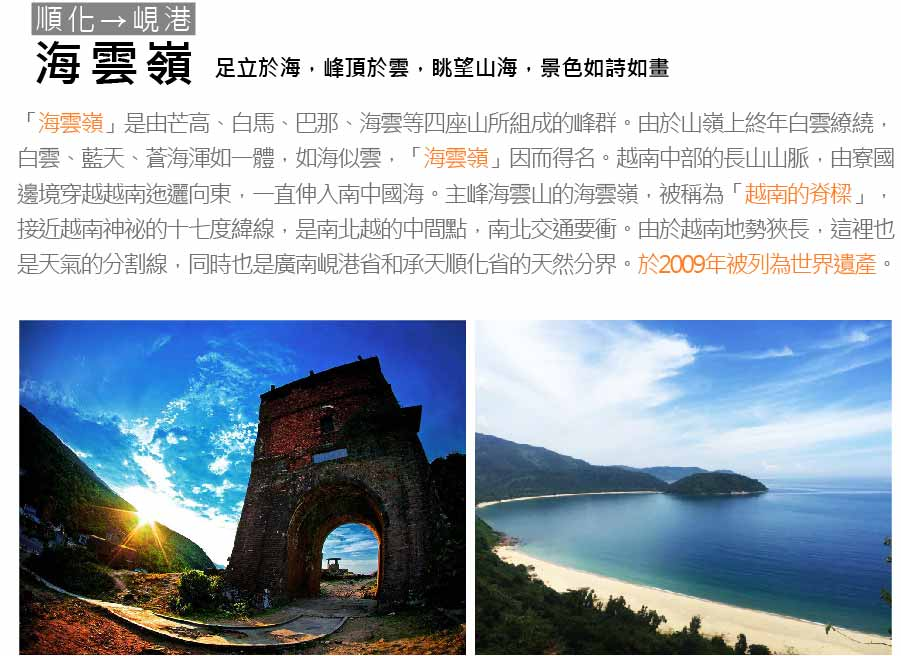 順化→峴港
海雲嶺 足立於海，峰頂於雲，眺望山海，景色如詩如畫
「海雲嶺」是由芒高、白馬、巴那、海雲等四座山所組成的峰群。由於山嶺上終年白雲繚繞，
白雲、藍天、蒼海渾如一體，如海似雲，「海雲嶺」因而得名。越南中部的長山山脈，由寮國
邊境穿越越南迤邐向東，一直伸入南中國海。主峰海雲山的海雲嶺，被稱為「越南的脊樑」，
接近越南神祕的十七度緯線，是南北越的中間點，南北交通要衝。由於越南地勢狹長，這裡也
是天氣的分割線，同時也是廣南峴港省和承天順化省的天然分界。於2009年被列為世界遺產。